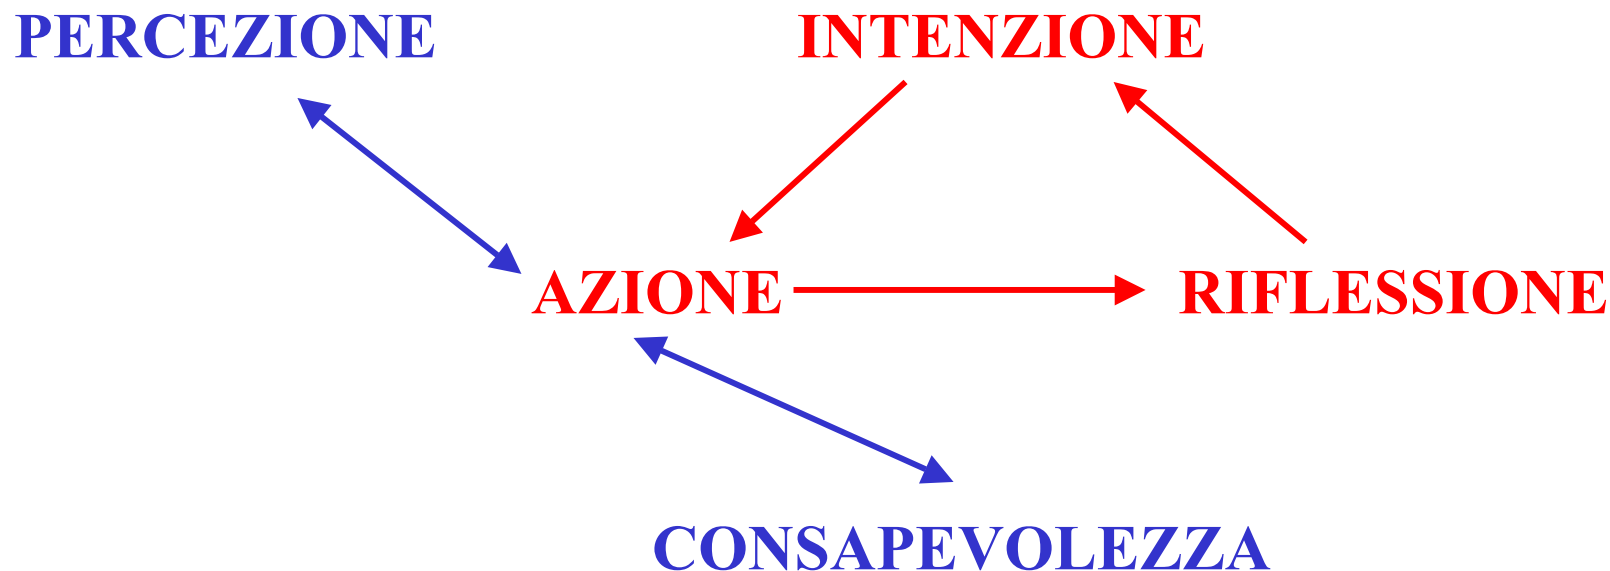 PERCEZIONE
INTENZIONE
AZIONE
RIFLESSIONE
CONSAPEVOLEZZA